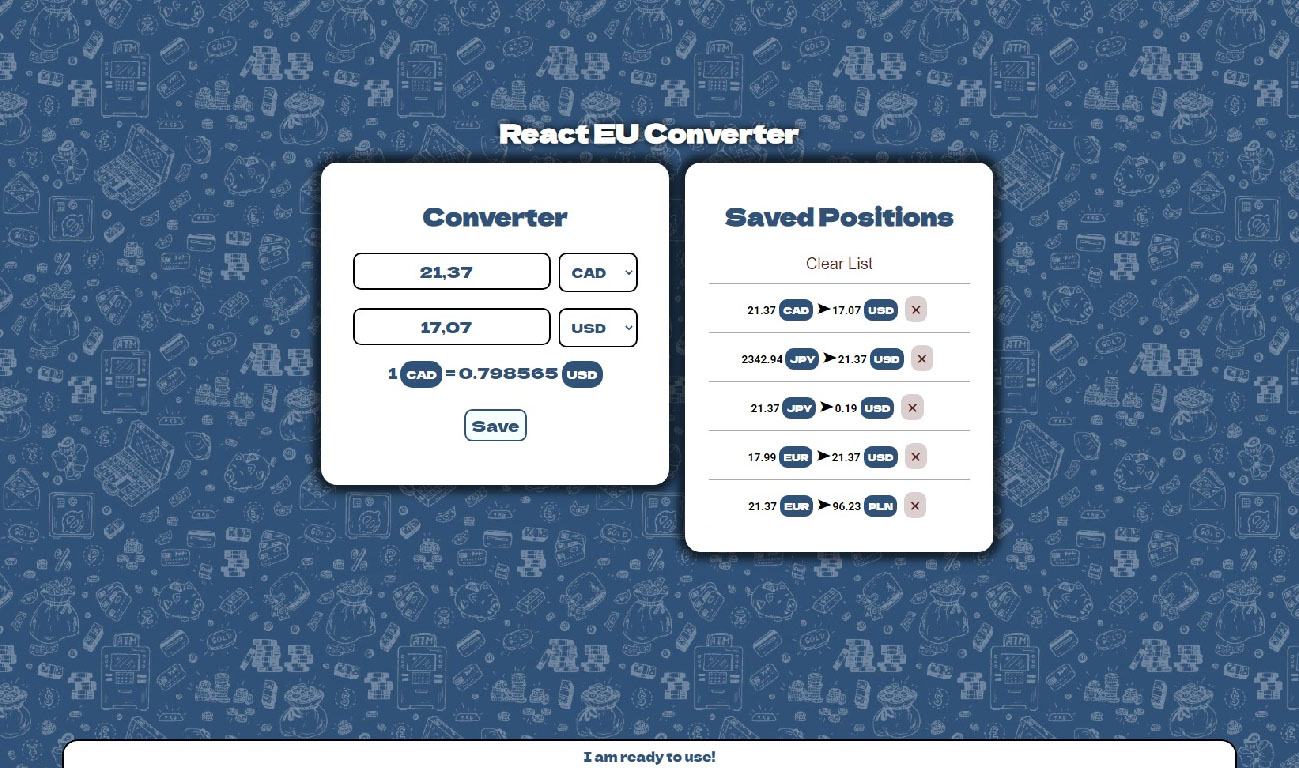 React EU Converter
Converter
21,37 CAD
17,07 USD
1 CAD = 0.798565 USD
Save
Saved Positions
Clear List
21.37 CAD ➤ 17.07 USD ✕
2342.94 JPY ➤ 21.37 USD ✕
21.37 JPY ➤ 0.19 USD ✕
17.99 EUR ➤ 21.37 USD ✕
21.37 EUR ➤ 96.23 PLN ✕
I am ready to use!